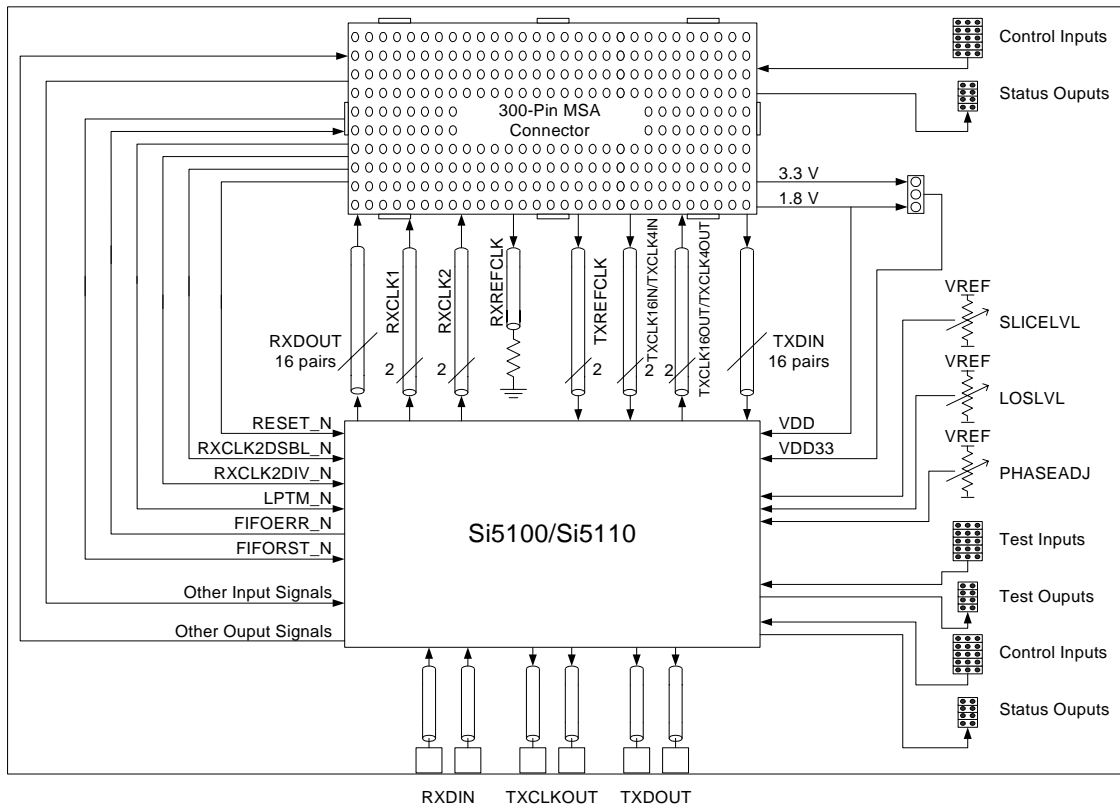 Control Inputs
Status Ouputs
300-Pin MSA
Connector
3.3 V
1.8 V
RXDOUT
16 pairs
RXCLK1
2
RXCLK2
2
RXREFCLK
TXREFCLK
2
TXCLK16IN/TXCLK4IN
2
TXCLK16OUT/TXCLK4OUT
2
TXDIN
16 pairs
VREF
SLICELVL
VREF
LOSLVL
VREF
PHASEADJ
RESET_N
RXCLK2DSBL_N
RXCLK2DIV_N
LPTM_N
FIFOERR_N
FIFORST_N
Other Input Signals
Other Ouput Signals
VDD
VDD33
Si5100/Si5110
Test Inputs
Test Ouputs
Control Inputs
Status Ouputs
RXDIN
TXCLKOUT
TXDOUT